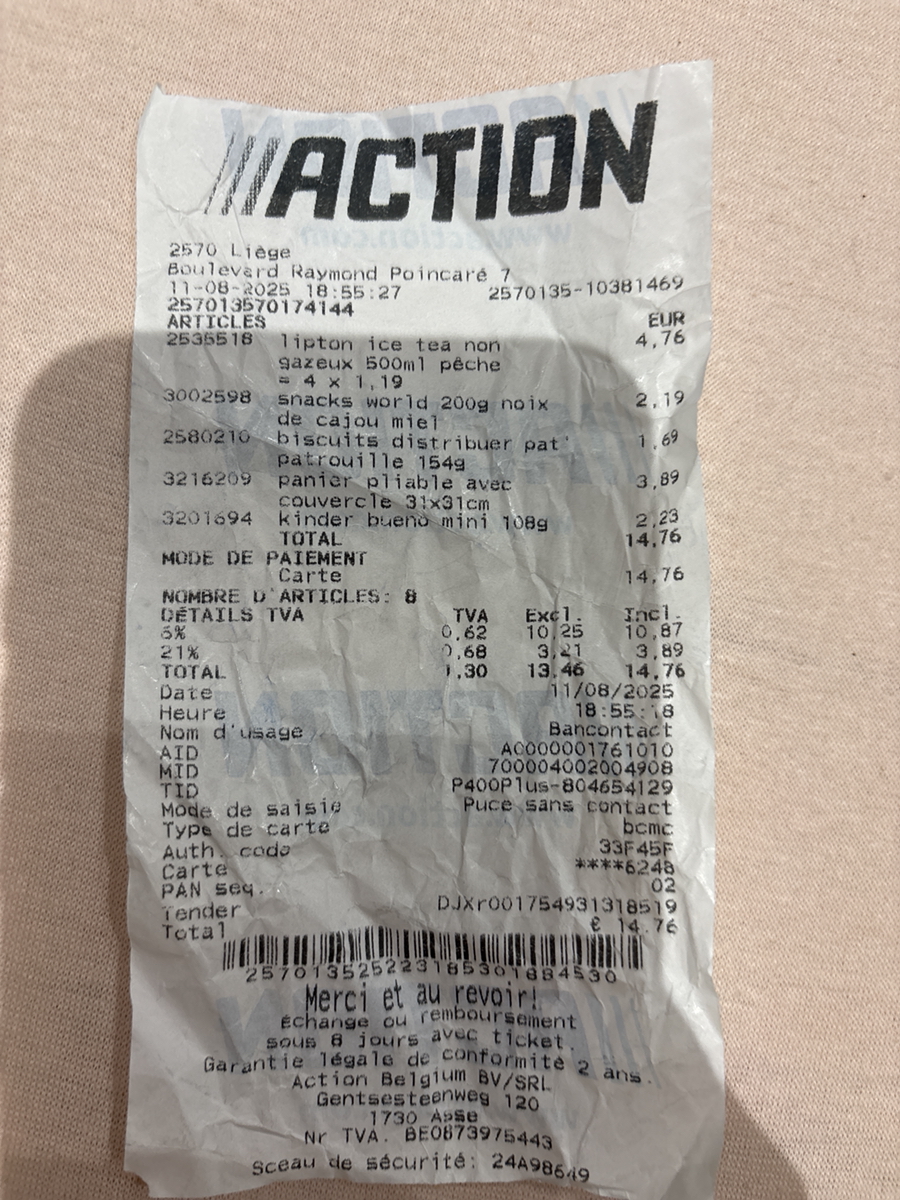 ///ACTION
2570 Liège
Boulevard Raymond Poincaré 7
11-08-2025 18:55:27 2570135-10381469
257013570174144
ARTICLES EUR
2535518 lipton ice tea non 4,76
gazeux 500ml pêche
= 4 x 1,19
3002598 snacks world 200g noix 2,19
de cajou miel
2580210 biscuits distribuer pat' 1,69
patrouille 154g
3216209 panier pliable avec 3,89
couvercle 31x31cm
3201694 kinder bueno mini 108g 2,23
TOTAL 14,76
MODE DE PAIEMENT
Carte 14,76
NOMBRE D'ARTICLES: 8
DÉTAILS TVA TVA Excl. Incl.
6% 0,62 10,25 10,87
21% 0,68 3,21 3,89
TOTAL 1,30 13,46 14,76
Date 11/08/2025
Heure 18:55:18
Nom d'usage Bancontact
AID A0000001761010
MID 700004002004908
TID P400Plus-804654129
Mode de saisie Puce sans contact
Type de carte bcmc
Auth. code 33F45F
Carte ****6248
PAN seq. 02
Tender DJXr001754931318519
Total € 14.76
257013525223185301884530
Merci et au revoir!
Échange ou remboursement
sous 8 jours avec ticket.
Garantie légale de conformité 2 ans.
Action Belgium BV/SRL
Gentsesteenweg 120
1730 Asse
Nr TVA. BE0873975443
Sceau de sécurité: 24A98649